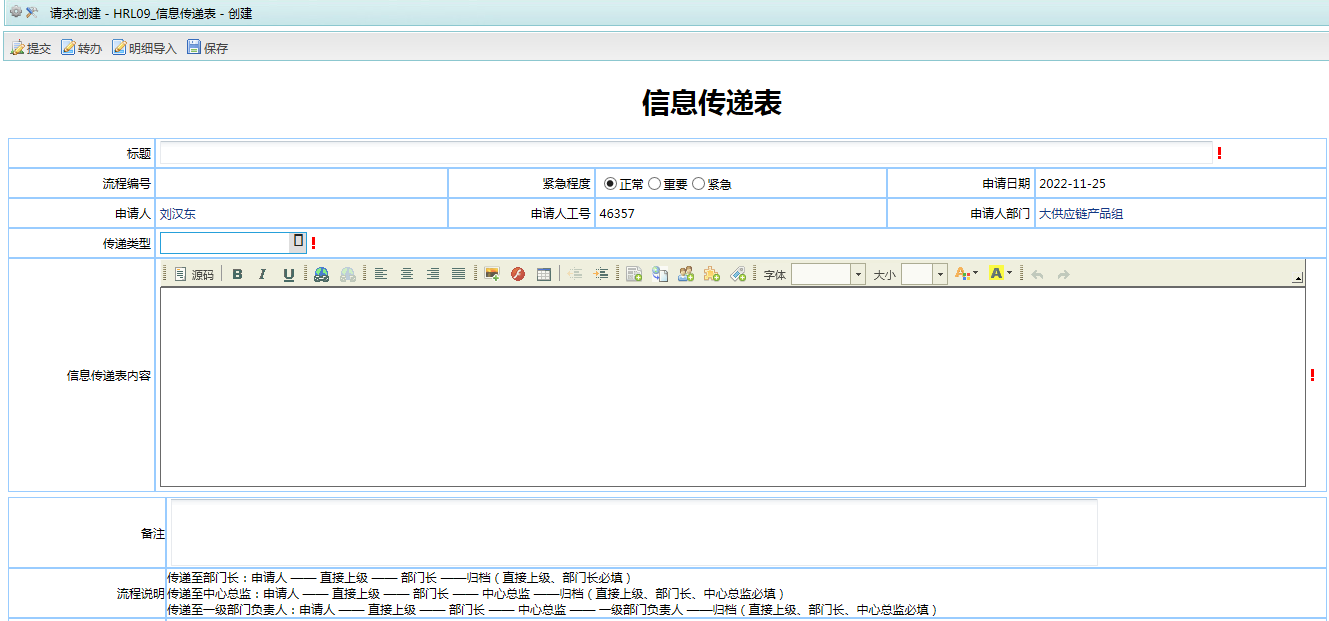 请求:创建 - HRL09_信息传递表 - 创建
提交 转办 明细导入 保存
信息传递表
标题 !
流程编号 紧急程度 正常 重要 紧急 申请日期 2022-11-25
申请人 刘汉东 申请人工号 46357 申请人部门 大供应链产品组
传递类型 !
源码 B I U 字体 大小 A A
信息传递表内容 !
备注
流程说明
传递至部门长：申请人 —— 直接上级 —— 部门长 ——归档（直接上级、部门长必填）
传递至中心总监：申请人 —— 直接上级 —— 部门长 —— 中心总监 ——归档（直接上级、部门长、中心总监必填）
传递至一级部门负责人：申请人 —— 直接上级 —— 部门长 —— 中心总监 —— 一级部门负责人 ——归档（直接上级、部门长、中心总监必填）